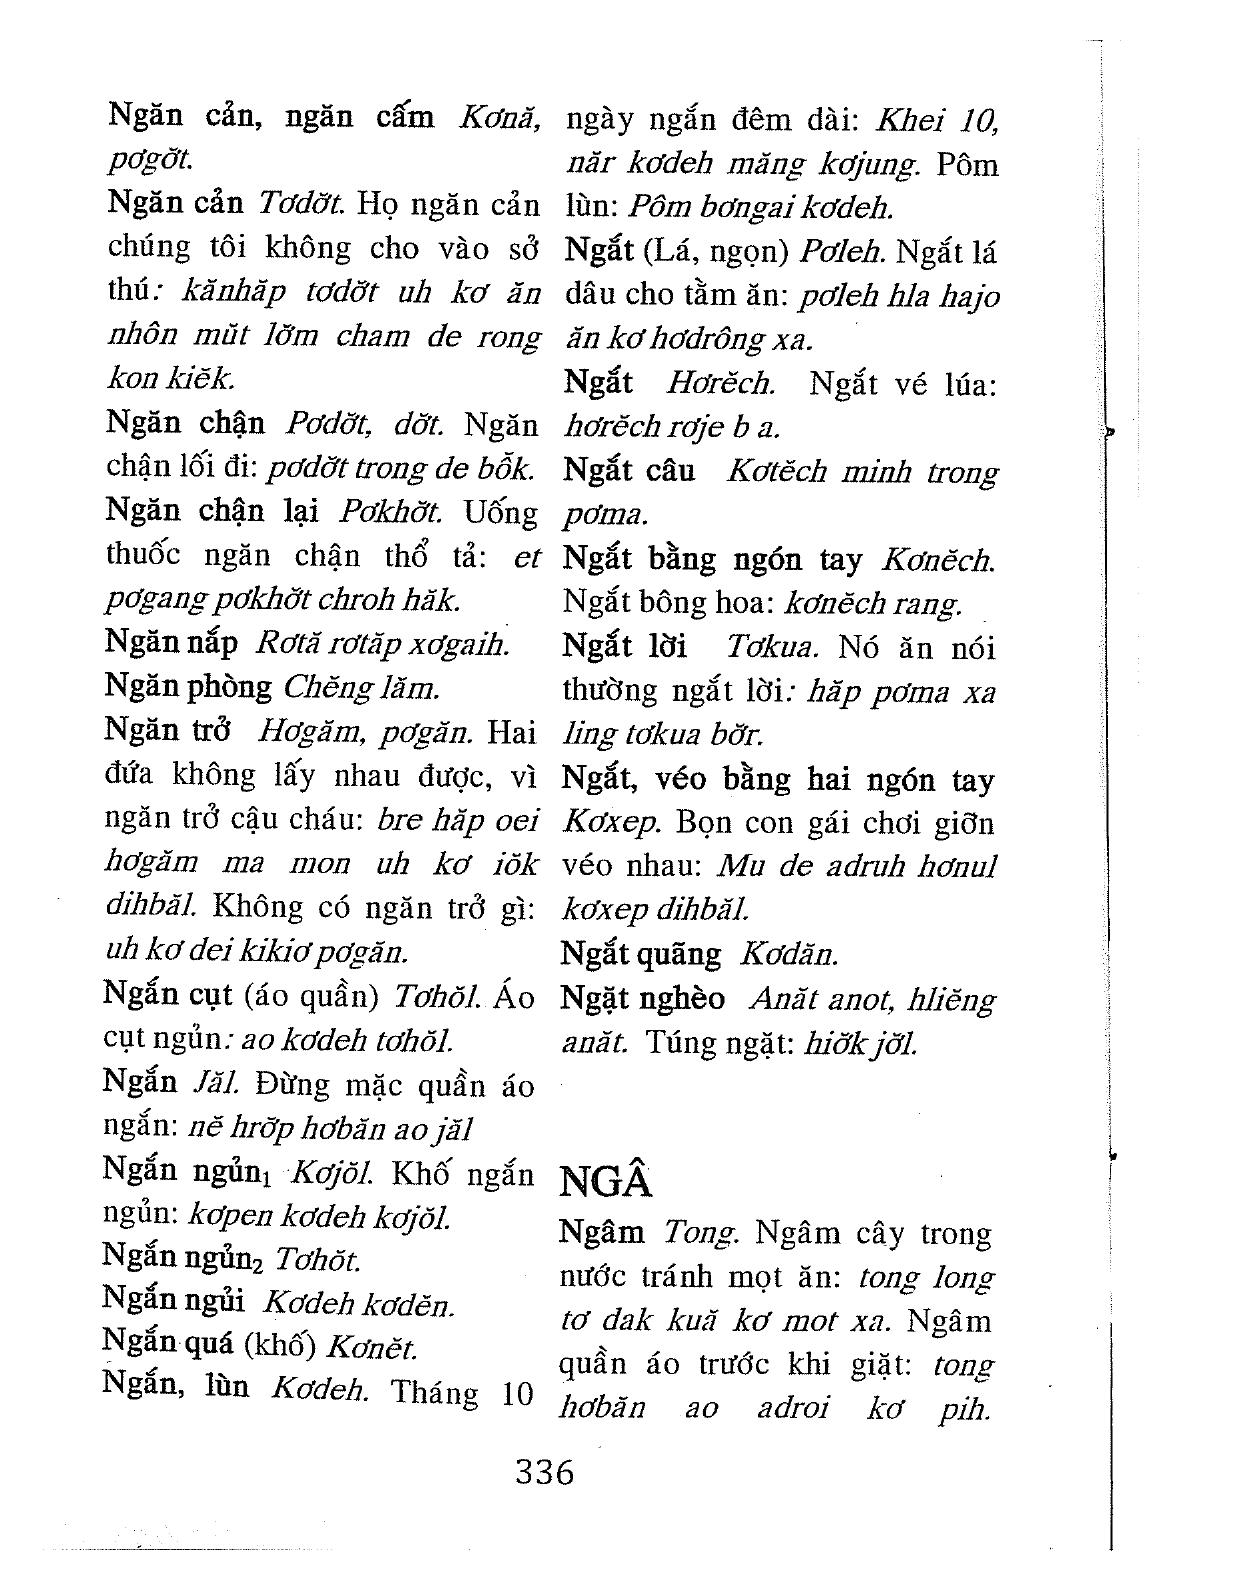 Ngăn cản, ngăn cấm Kơnă,
pơgơ̆t.
Ngăn cản Tơdơ̆t. Họ ngăn cản
chúng tôi không cho vào sở
thú: kănhăp tơdơ̆t uh kơ ăn
nhôn mŭt lơ̆m cham de rong
kon kiĕk.
Ngăn chận Pơdơ̆t, dơ̆t. Ngăn
chận lối đi: pơdơ̆t trong de bô̆k.
Ngăn chận lại Pơkhơ̆t. Uống
thuốc ngăn chận thổ tả: et
pơgang pơkhơ̆t chroh hăk.
Ngăn nắp Rơtă rơtăp xơgaih.
Ngăn phòng Chĕng lăm.
Ngăn trở Hơgăm, pơgăn. Hai
đứa không lấy nhau được, vì
ngăn trở cậu cháu: bre hăp oei
hơgăm ma mon uh kơ iŏk
dihbăl. Không có ngăn trở gì:
uh kơ dei kikiơ pơgăn.
Ngắn cụt (áo quần) Tơhŏl. Áo
cụt ngủn: ao kơdeh tơhŏl.
Ngắn Jăl. Đừng mặc quần áo
ngắn: nĕ hrơ̆p hơbăn ao jăl
Ngắn ngủn₁ Kơjŏl. Khố ngắn
ngủn: kơpen kơdeh kơjŏl.
Ngắn ngủn₂ Tơhŏt.
Ngắn ngủi Kơdeh kơdĕn.
Ngắn quá (khố) Kơnĕt.
Ngắn, lùn Kơdeh. Tháng 10
ngày ngắn đêm dài: Khei 10,
năr kơdeh măng kơjung. Pôm
lùn: Pôm bơngai kơdeh.
Ngắt (Lá, ngọn) Pơleh. Ngắt lá
dâu cho tằm ăn: pơleh hla hajo
ăn kơ hơdrông xa.
Ngắt Hơrĕch. Ngắt vé lúa:
hơrĕch rơje b a.
Ngắt câu Kơtĕch minh trong
pơma.
Ngắt bằng ngón tay Kơnĕch.
Ngắt bông hoa: kơnĕch rang.
Ngắt lời Tơkua. Nó ăn nói
thường ngắt lời: hăp pơma xa
ling tơkua bơ̆r.
Ngắt, véo bằng hai ngón tay
Kơxep. Bọn con gái chơi giỡn
véo nhau: Mu de adruh hơnul
kơxep dihbăl.
Ngắt quãng Kơdăn.
Ngặt nghèo Anăt anot, hliĕng
anăt. Túng ngặt: hiơ̆k jơ̆l.
NGÂ
Ngâm Tong. Ngâm cây trong
nước tránh mọt ăn: tong long
tơ dak kuă kơ mot xa. Ngâm
quần áo trước khi giặt: tong
hơbăn ao adroi kơ pih.
336